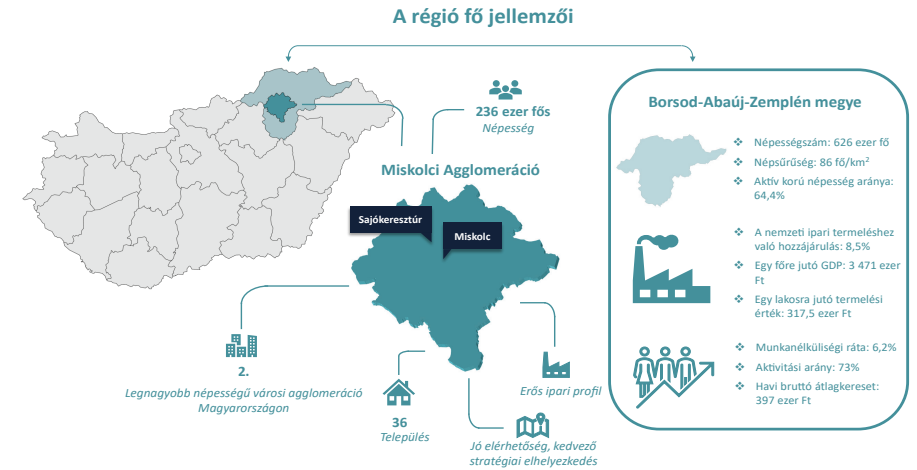 A régió fő jellemzői
236 ezer fős
Népesség
Miskolci Agglomeráció
Sajókeresztúr
Miskolc
2.
Legnagyobb népességű városi agglomeráció
Magyarországon
36
Település
Erős ipari profil
Jó elérhetőség, kedvező
stratégiai elhelyezkedés
Borsod-Abaúj-Zemplén megye
❖ Népességszám: 626 ezer fő
❖ Népsűrűség: 86 fő/km²
❖ Aktív korú népesség aránya:
64,4%
❖ A nemzeti ipari termeléshez
való hozzájárulás: 8,5%
❖ Egy főre jutó GDP: 3 471 ezer
Ft
❖ Egy lakosra jutó termelési
érték: 317,5 ezer Ft
❖ Munkanélküliségi ráta: 6,2%
❖ Aktivitási arány: 73%
❖ Havi bruttó átlagkereset:
397 ezer Ft